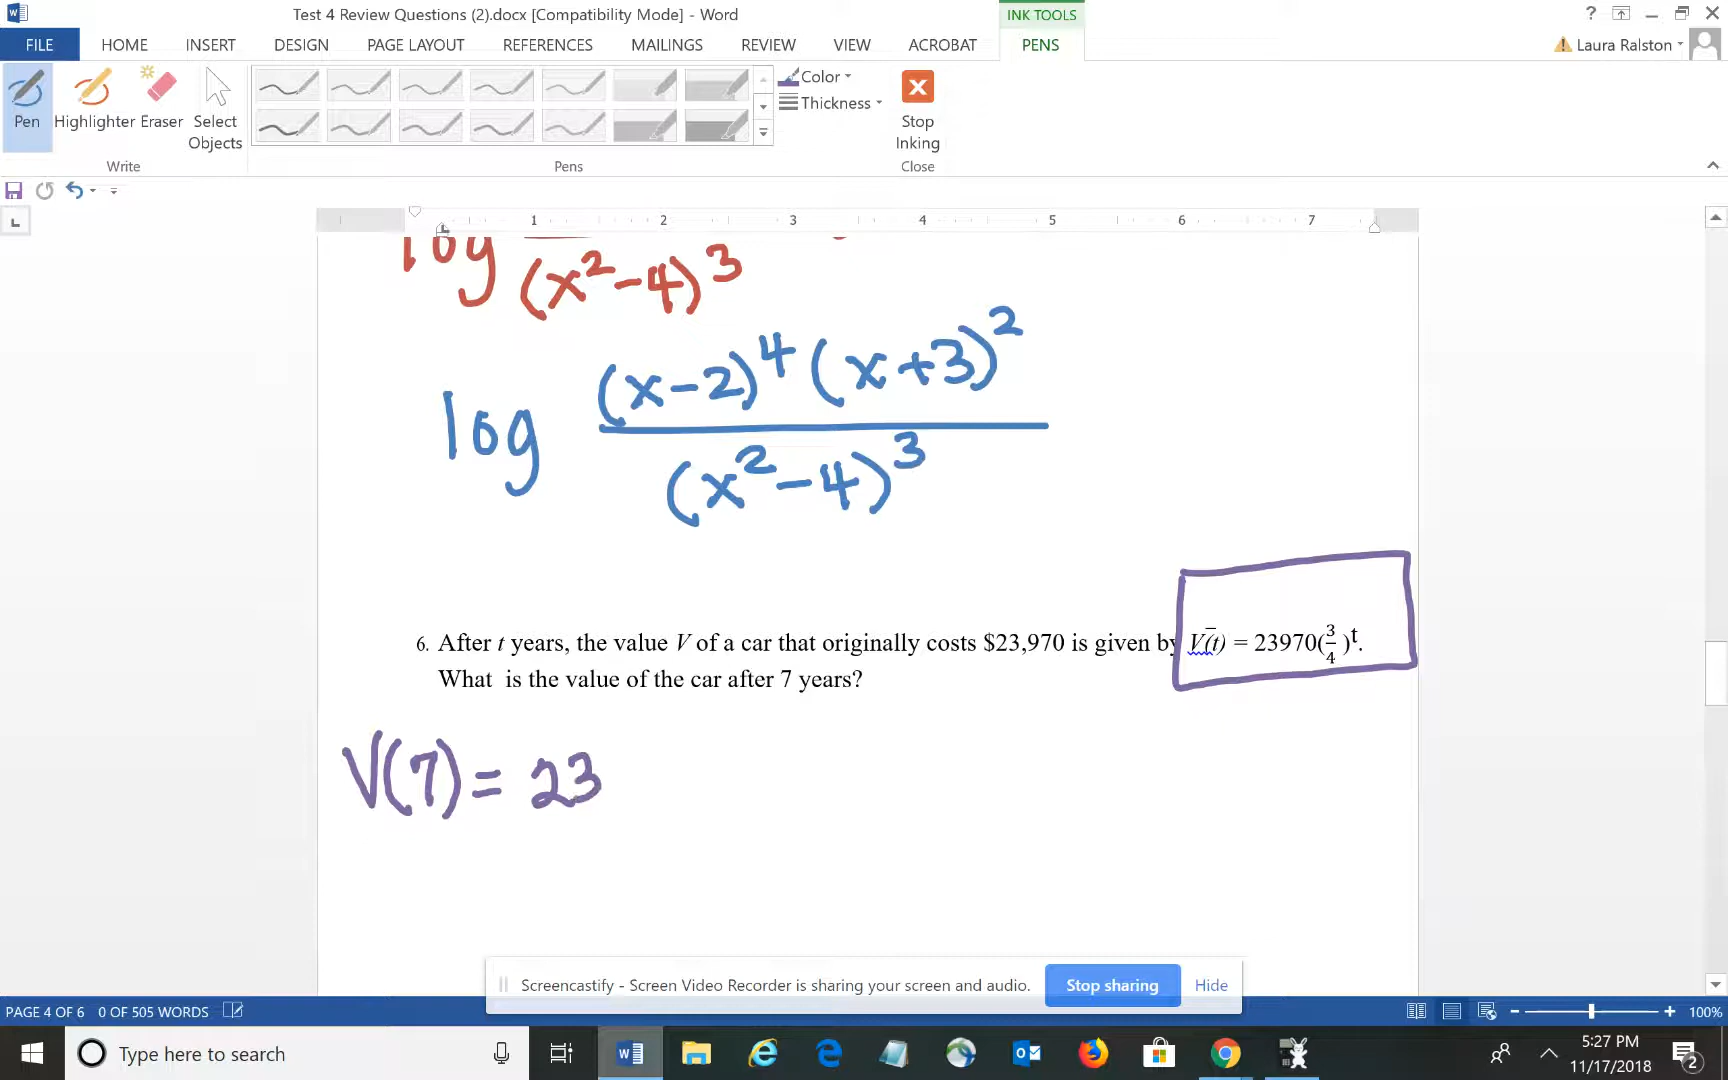 Test 4 Review Questions (2).docx [Compatibility Mode] - Word
INK TOOLS
?
FILE HOME INSERT DESIGN PAGE LAYOUT REFERENCES MAILINGS REVIEW VIEW ACROBAT PENS
Laura Ralston
Pen Highlighter Eraser Select Objects
Color
Thickness
Stop Inking
Write Pens Close
1 2 3 4 5 6 7
log (x²-4)³
log (x-2)⁴(x+3)²
(x²-4)³
6. After t years, the value V of a car that originally costs $23,970 is given by V(t) = 23970(3/4)ᵗ.
What is the value of the car after 7 years?
V(7) = 23
Screencastify - Screen Video Recorder is sharing your screen and audio. Stop sharing Hide
PAGE 4 OF 6 0 OF 505 WORDS 100%
Type here to search
5:27 PM
11/17/2018
2